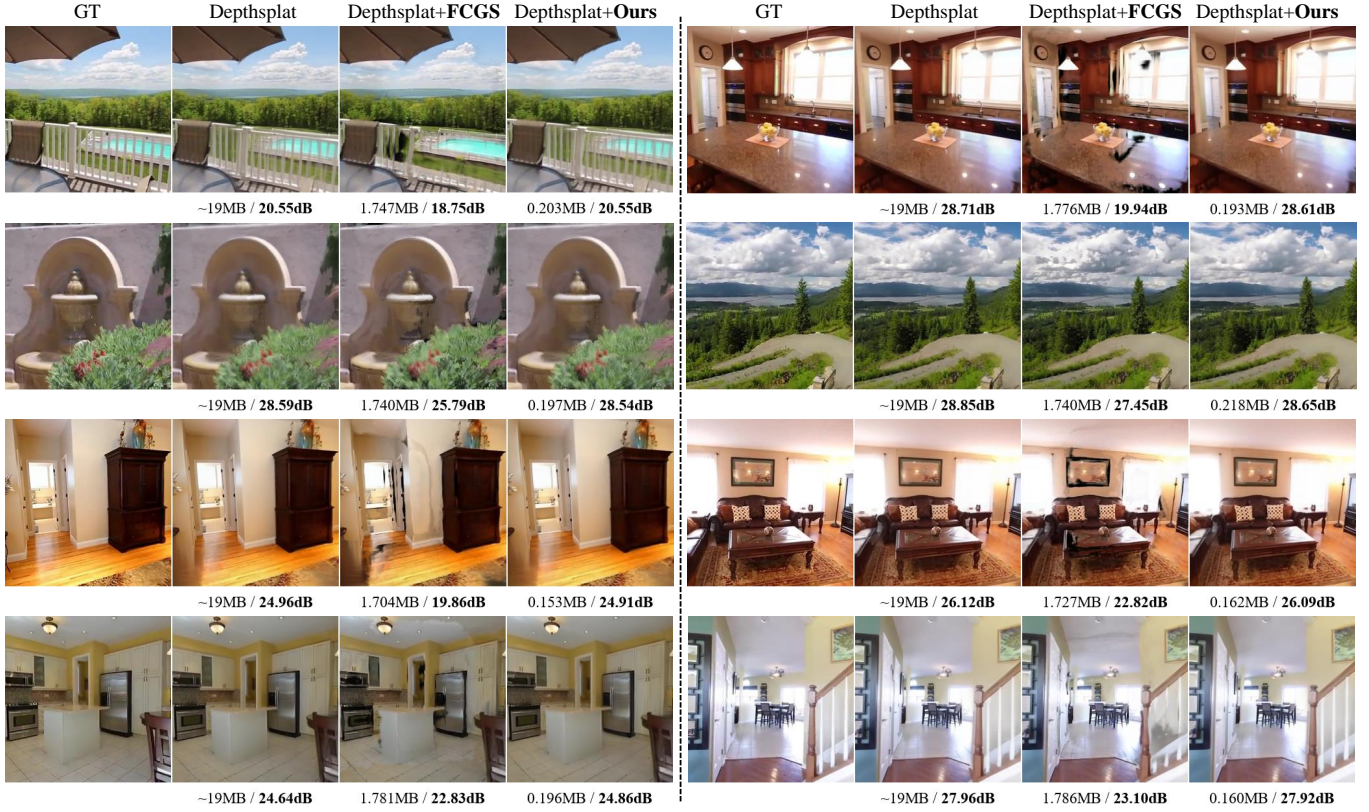 GT Depthsplat Depthsplat+FCGS Depthsplat+Ours GT Depthsplat Depthsplat+FCGS Depthsplat+Ours
~19MB / 20.55dB 1.747MB / 18.75dB 0.203MB / 20.55dB ~19MB / 28.71dB 1.776MB / 19.94dB 0.193MB / 28.61dB
~19MB / 28.59dB 1.740MB / 25.79dB 0.197MB / 28.54dB ~19MB / 28.85dB 1.740MB / 27.45dB 0.218MB / 28.65dB
~19MB / 24.96dB 1.704MB / 19.86dB 0.153MB / 24.91dB ~19MB / 26.12dB 1.727MB / 22.82dB 0.162MB / 26.09dB
~19MB / 24.64dB 1.781MB / 22.83dB 0.196MB / 24.86dB ~19MB / 27.96dB 1.786MB / 23.10dB 0.160MB / 27.92dB